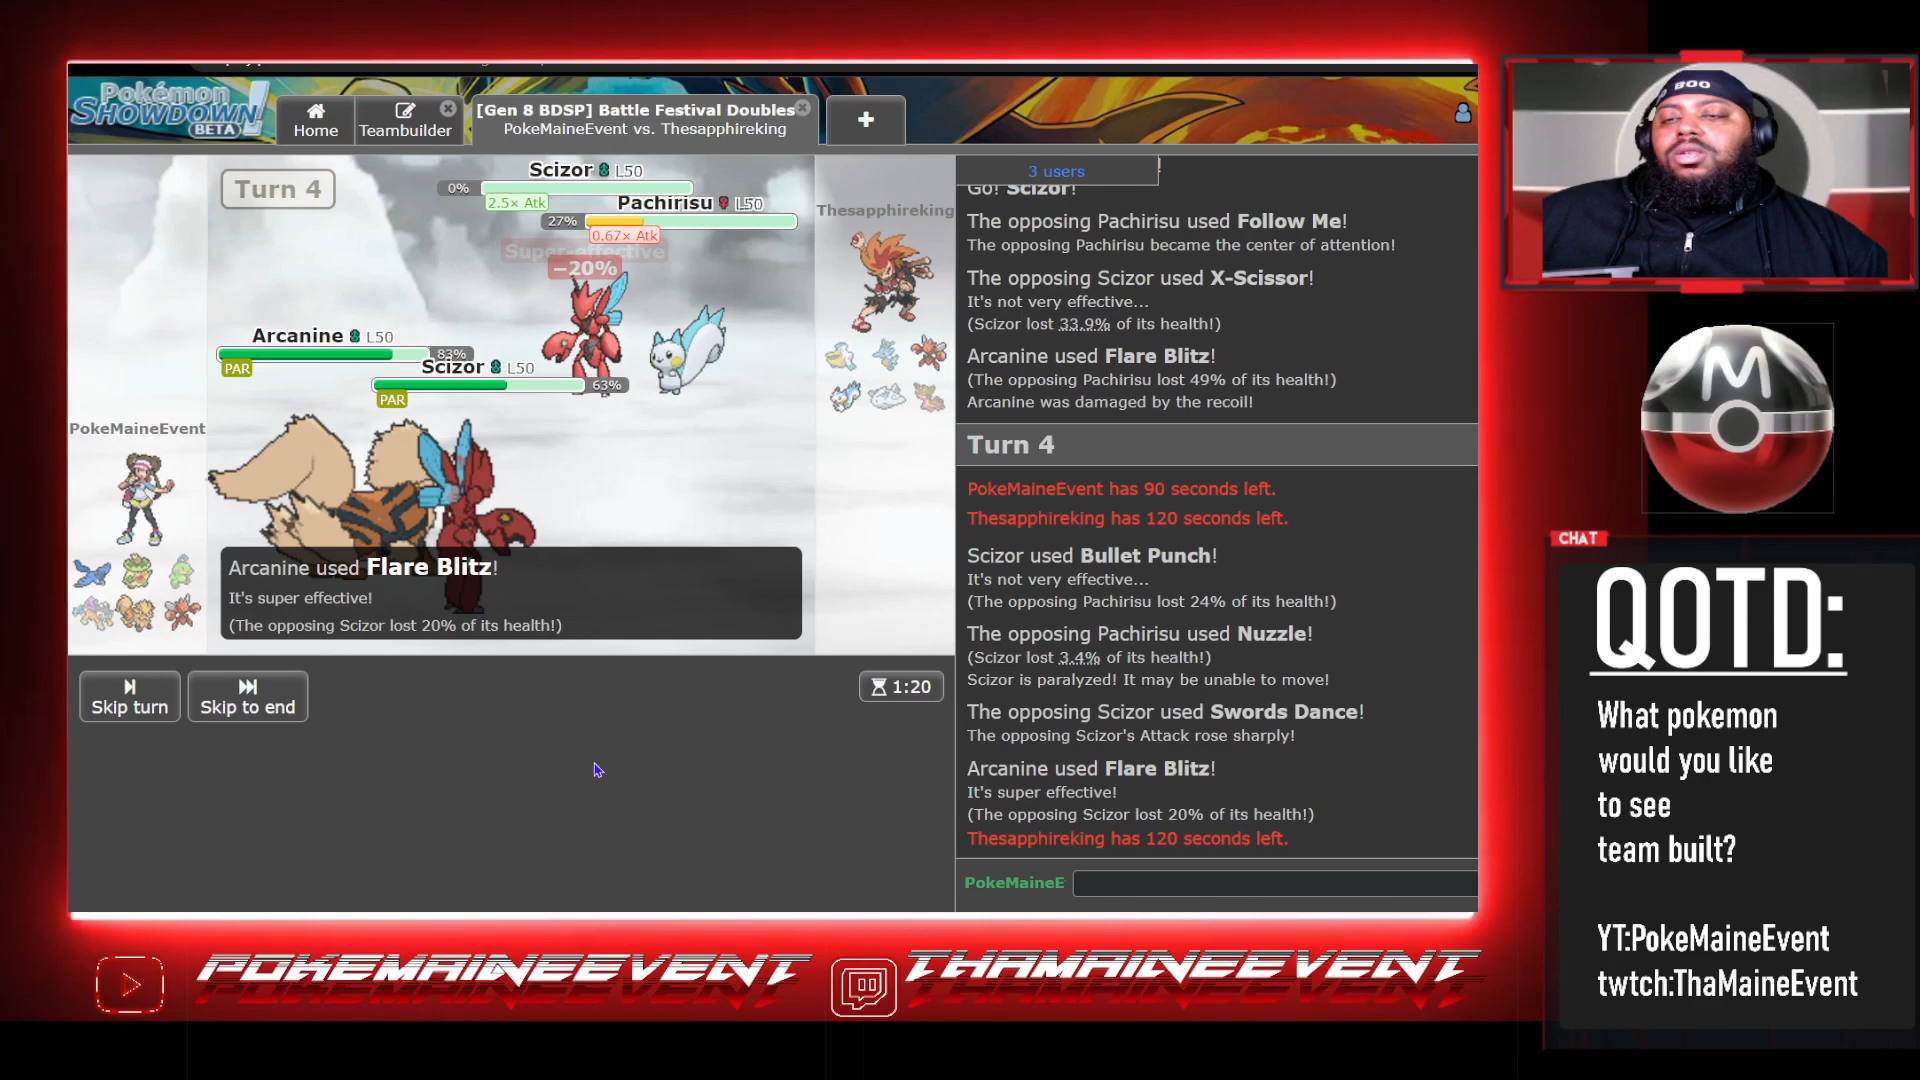 Pokémon
SHOWDOWN!
BETA
Home
Teambuilder
[Gen 8 BDSP] Battle Festival Doubles
PokeMaineEvent vs. Thesapphireking
+
BOO
Turn 4
Scizor L50
0%
2.5× Atk
Pachirisu L50
27%
0.67× Atk
Super-effective
−20%
Arcanine L50
83%
PAR
Scizor L50
63%
PAR
Thesapphireking
PokeMaineEvent
Arcanine used Flare Blitz!
It's super effective!
(The opposing Scizor lost 20% of its health!)
Skip turn
Skip to end
1:20
3 users
Go! Scizor!
The opposing Pachirisu used Follow Me!
The opposing Pachirisu became the center of attention!
The opposing Scizor used X-Scissor!
It's not very effective...
(Scizor lost 33.9% of its health!)
Arcanine used Flare Blitz!
(The opposing Pachirisu lost 49% of its health!)
Arcanine was damaged by the recoil!
Turn 4
PokeMaineEvent has 90 seconds left.
Thesapphireking has 120 seconds left.
Scizor used Bullet Punch!
It's not very effective...
(The opposing Pachirisu lost 24% of its health!)
The opposing Pachirisu used Nuzzle!
(Scizor lost 3.4% of its health!)
Scizor is paralyzed! It may be unable to move!
The opposing Scizor used Swords Dance!
The opposing Scizor's Attack rose sharply!
Arcanine used Flare Blitz!
It's super effective!
(The opposing Scizor lost 20% of its health!)
Thesapphireking has 120 seconds left.
PokeMaineE
M
CHAT
QOTD:
What pokemon
would you like
to see
team built?
YT:PokeMaineEvent
twtch:ThaMaineEvent
POKEMAINEEVENT
THAMAINEEVENT